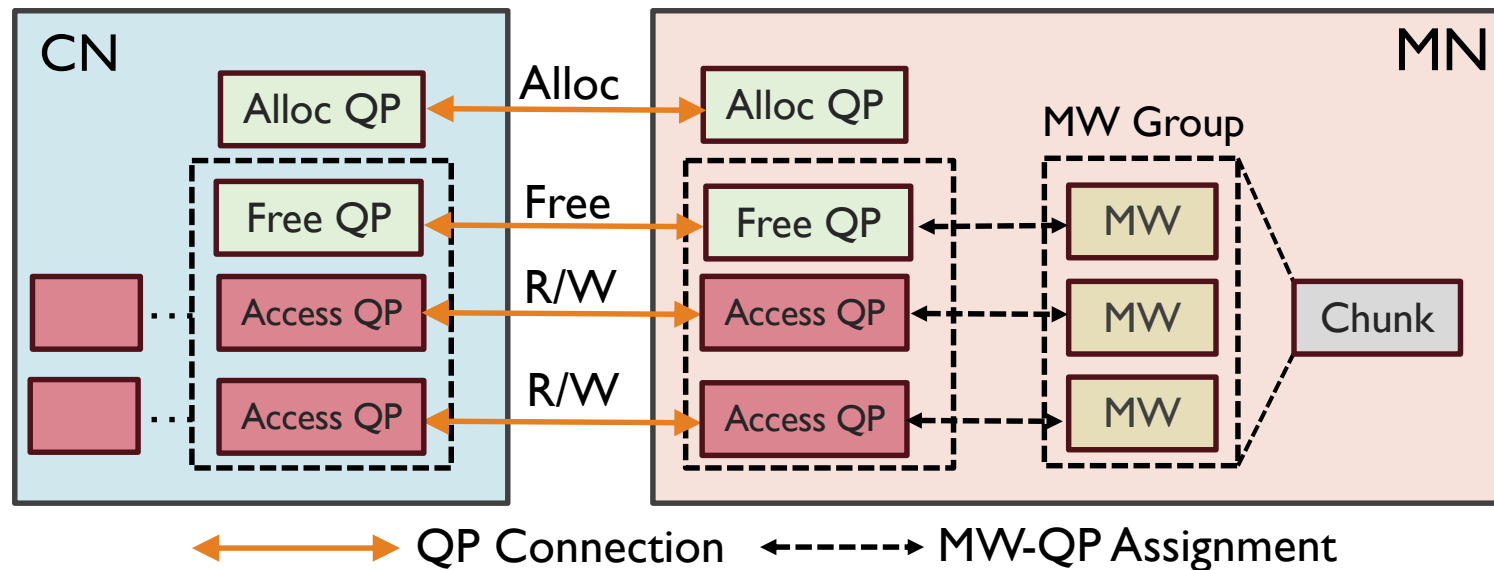 CN
MN
Alloc QP
Alloc
Alloc QP
MW Group
Free QP
Free
Free QP
MW
Access QP
R/W
Access QP
MW
Chunk
Access QP
R/W
Access QP
MW
QP Connection
MW-QP Assignment